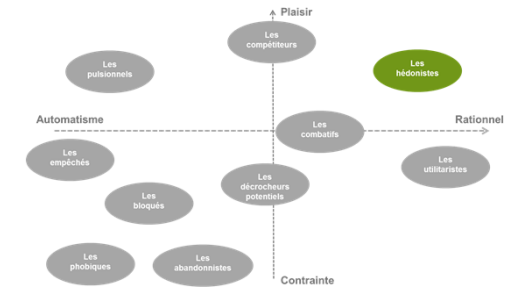 Plaisir
Les
compétiteurs
Les
pulsionnels
Les
hédonistes
Automatisme
Rationnel
Les
combatifs
Les
empêchés
Les
utilitaristes
Les
décrocheurs
potentiels
Les
bloqués
Les
phobiques
Les
abandonnistes
Contrainte